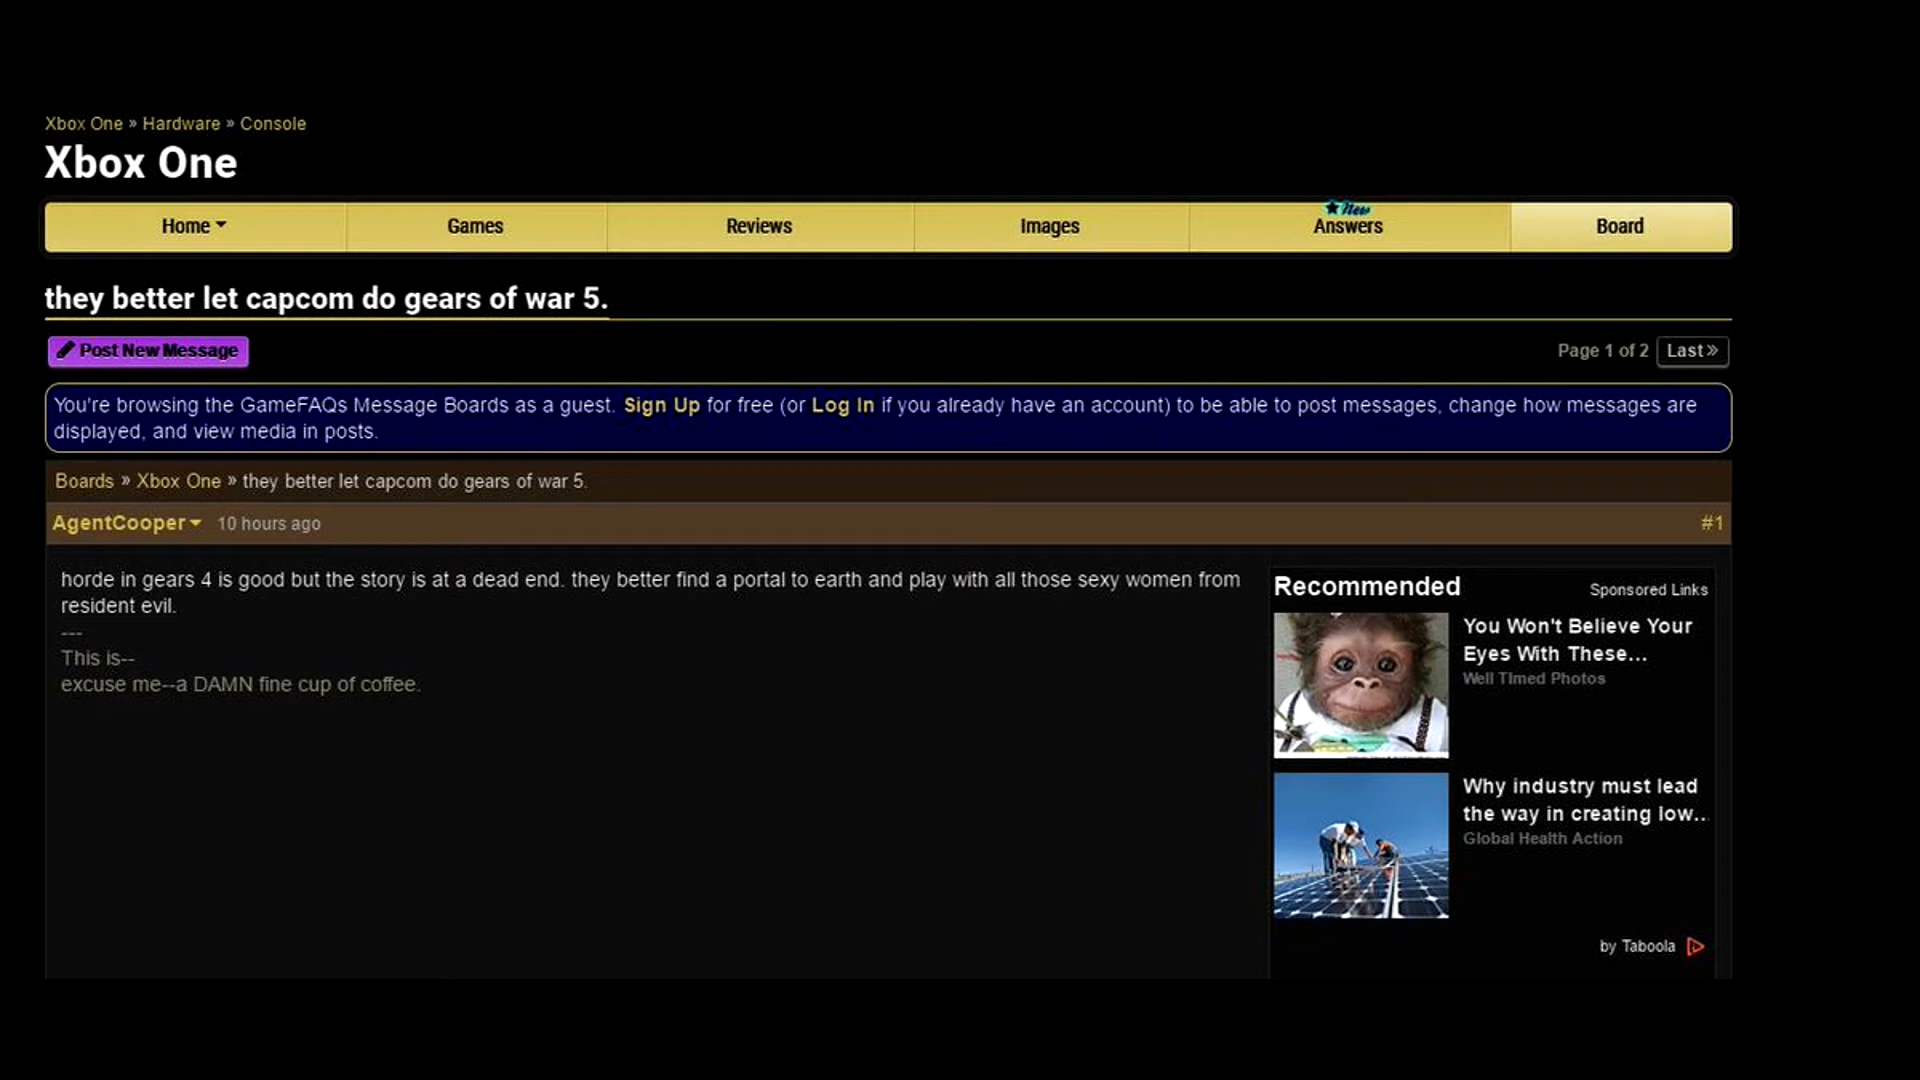 Xbox One » Hardware » Console
Xbox One
Home
Games
Reviews
Images
New
Answers
Board
they better let capcom do gears of war 5.
Post New Message
Page 1 of 2
Last»
You're browsing the GameFAQs Message Boards as a guest. Sign Up for free (or Log In if you already have an account) to be able to post messages, change how messages are
displayed, and view media in posts.
Boards » Xbox One » they better let capcom do gears of war 5.
AgentCooper 10 hours ago #1
horde in gears 4 is good but the story is at a dead end. they better find a portal to earth and play with all those sexy women from
resident evil.
---
This is--
excuse me--a DAMN fine cup of coffee.
Recommended
Sponsored Links
You Won't Believe Your
Eyes With These...
Well TImed Photos
Why industry must lead
the way in creating low...
Global Health Action
by Taboola